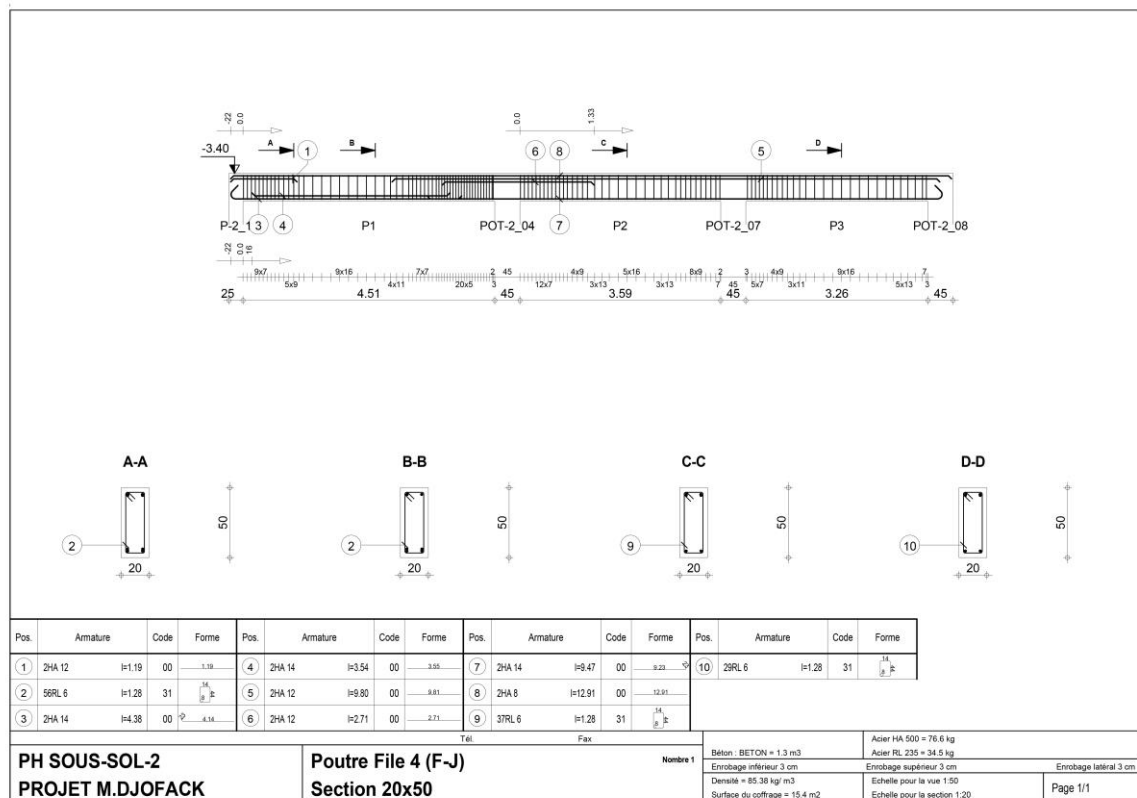 -22 0.0
0.0 1.33
A B C D
-3.40
1 6 8 5
P-2_1 3 4 P1 POT-2_04 7 P2 POT-2_07 P3 POT-2_08
-22 0.0 16
9x7 9x16 7x7 2 45 4x9 5x16 8x9 2 3 4x9 9x16 7
5x9 4x11 20x5 3 12x7 3x13 3x13 7 45 5x7 3x11 5x13 3
25 4.51 45 3.59 45 3.26 45
A-A B-B C-C D-D
50 50 50 50
2 2 9 10
20 20 20 20
Pos. Armature Code Forme Pos. Armature Code Forme Pos. Armature Code Forme Pos. Armature Code Forme
1 2HA 12 l=1.19 00 1.19 4 2HA 14 l=3.54 00 3.55 7 2HA 14 l=9.47 00 9.23 10 29RL 6 l=1.28 31 14 44 8
2 56RL 6 l=1.28 31 14 44 8 5 2HA 12 l=9.80 00 9.81 8 2HA 8 l=12.91 00 12.91
3 2HA 14 l=4.38 00 4.14 6 2HA 12 l=2.71 00 2.71 9 37RL 6 l=1.28 31 14 44 8
Tél. Fax
PH SOUS-SOL-2
PROJET M.DJOFACK
Poutre File 4 (F-J)
Section 20x50
Nombre 1
Béton : BETON = 1.3 m3
Acier HA 500 = 76.6 kg
Acier RL 235 = 34.5 kg
Enrobage inférieur 3 cm Enrobage supérieur 3 cm Enrobage latéral 3 cm
Densité = 85.38 kg/ m3
Surface du coffrage = 15.4 m2
Echelle pour la vue 1:50
Echelle pour la section 1:20
Page 1/1